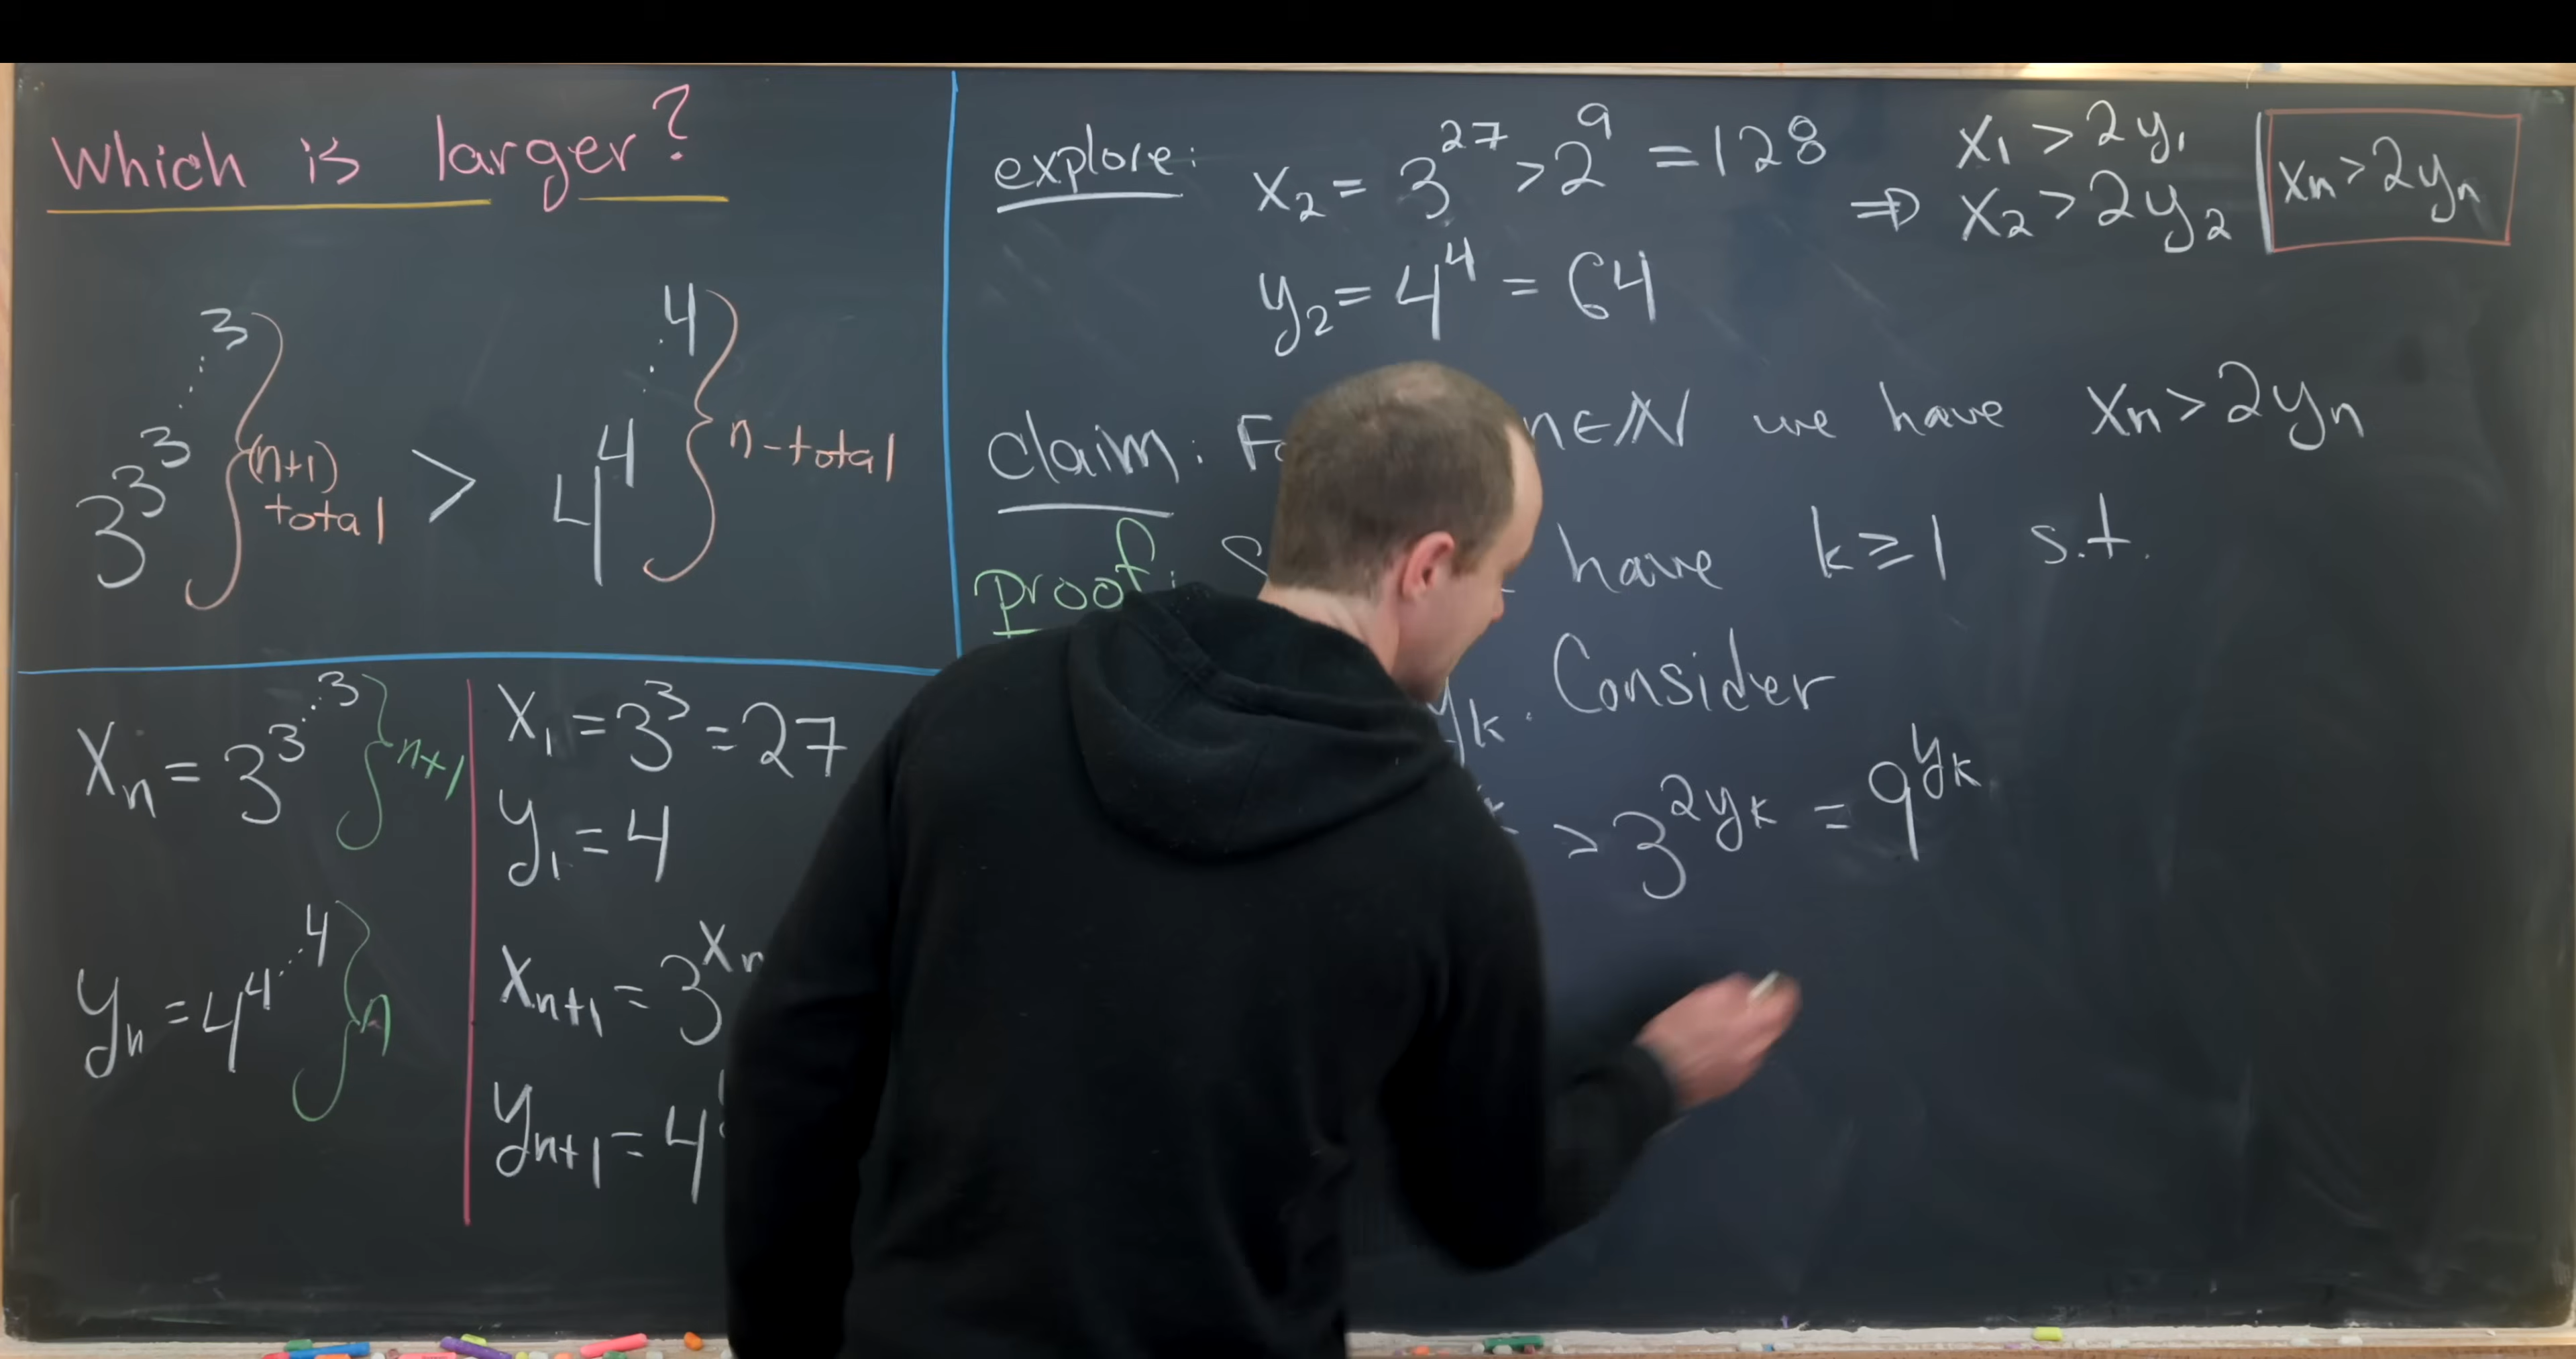 Which is larger?
3^{3^{3^{⋰^{3}}}} } (n+1) total > 4^{4^{⋰^{4}}} } n-total
x_n = 3^{3^{⋰^{3}}} } n+1
y_n = 4^{4^{⋰^{4}}} } n
x_1 = 3^3 = 27
y_1 = 4
x_{n+1} = 3^{x_n}
y_{n+1} = 4
explore: x_2 = 3^{27} > 2^9 = 128
y_2 = 4^4 = 64
x_1 > 2y_1
⇒ x_2 > 2y_2
x_n > 2y_n
claim: n∈ℕ we have x_n > 2y_n
Proof: have k ≥ 1 s.t.
y_k. Consider
> 3^{2y_k} = 9^{y_k}